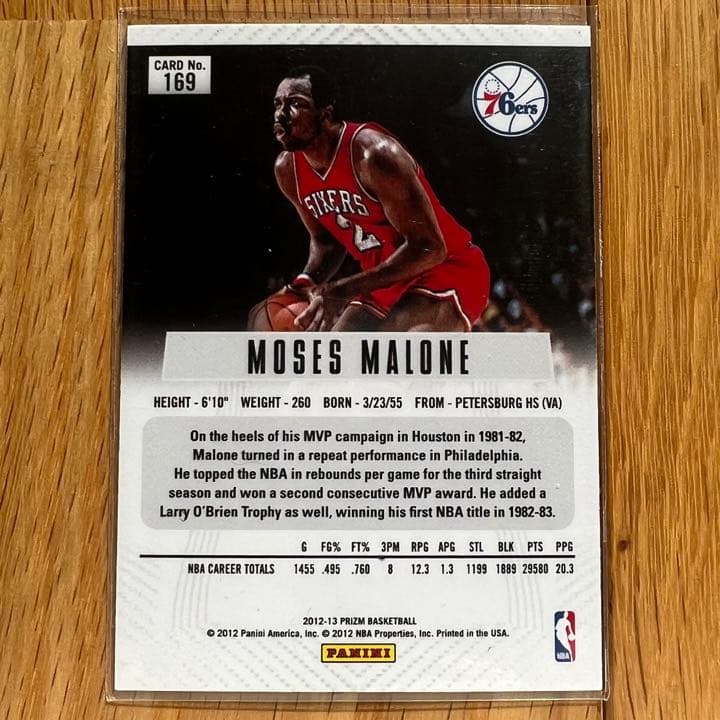 CARD No.
169
76ers
SIXERS
2
MOSES MALONE
HEIGHT - 6'10" WEIGHT - 260 BORN - 3/23/55 FROM - PETERSBURG HS (VA)
On the heels of his MVP campaign in Houston in 1981-82,
Malone turned in a repeat performance in Philadelphia.
He topped the NBA in rebounds per game for the third straight
season and won a second consecutive MVP award. He added a
Larry O'Brien Trophy as well, winning his first NBA title in 1982-83.
G FG% FT% 3PM RPG APG STL BLK PTS PPG
NBA CAREER TOTALS 1455 .495 .760 8 12.3 1.3 1199 1889 29580 20.3
2012-13 PRIZM BASKETBALL
© 2012 Panini America, Inc. © 2012 NBA Properties, Inc. Printed in the USA.
PANINI
NBA